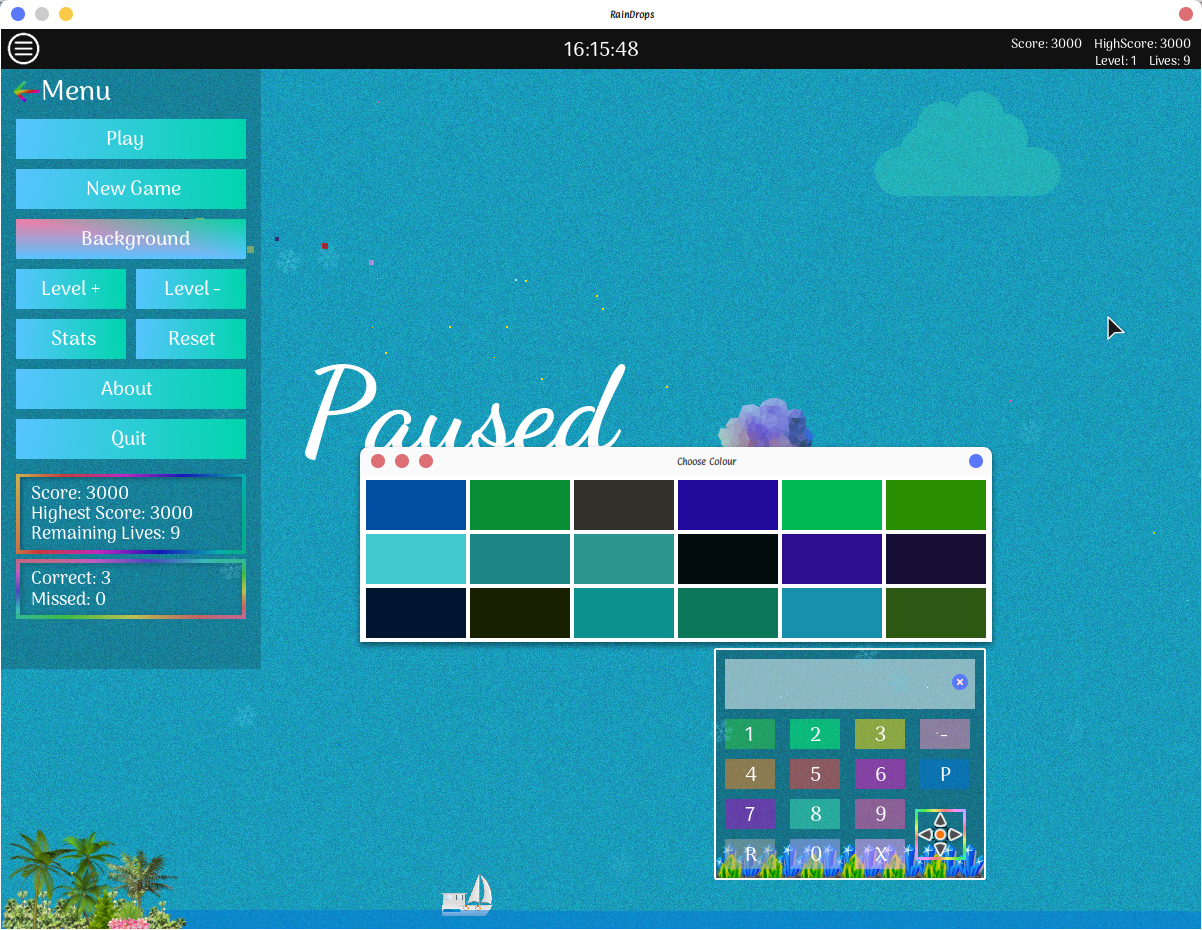 RainDrops
16:15:48
Score: 3000 HighScore: 3000
Level: 1 Lives: 9
Menu
Play
New Game
Background
Level + Level -
Stats Reset
About
Quit
Score: 3000
Highest Score: 3000
Remaining Lives: 9
Correct: 3
Missed: 0
Paused
Choose Colour
1 2 3 -
4 5 6 P
7 8 9
R 0 X